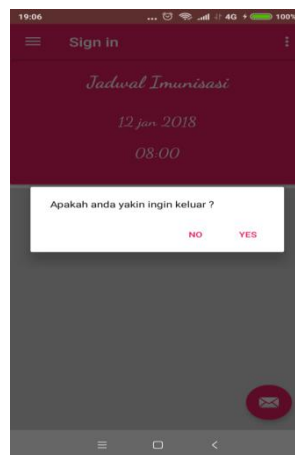 19:06 ... 4G 100%
Sign in
Jadwal Imunisasi
12 jan 2018
08:00
Apakah anda yakin ingin keluar ?
NO YES